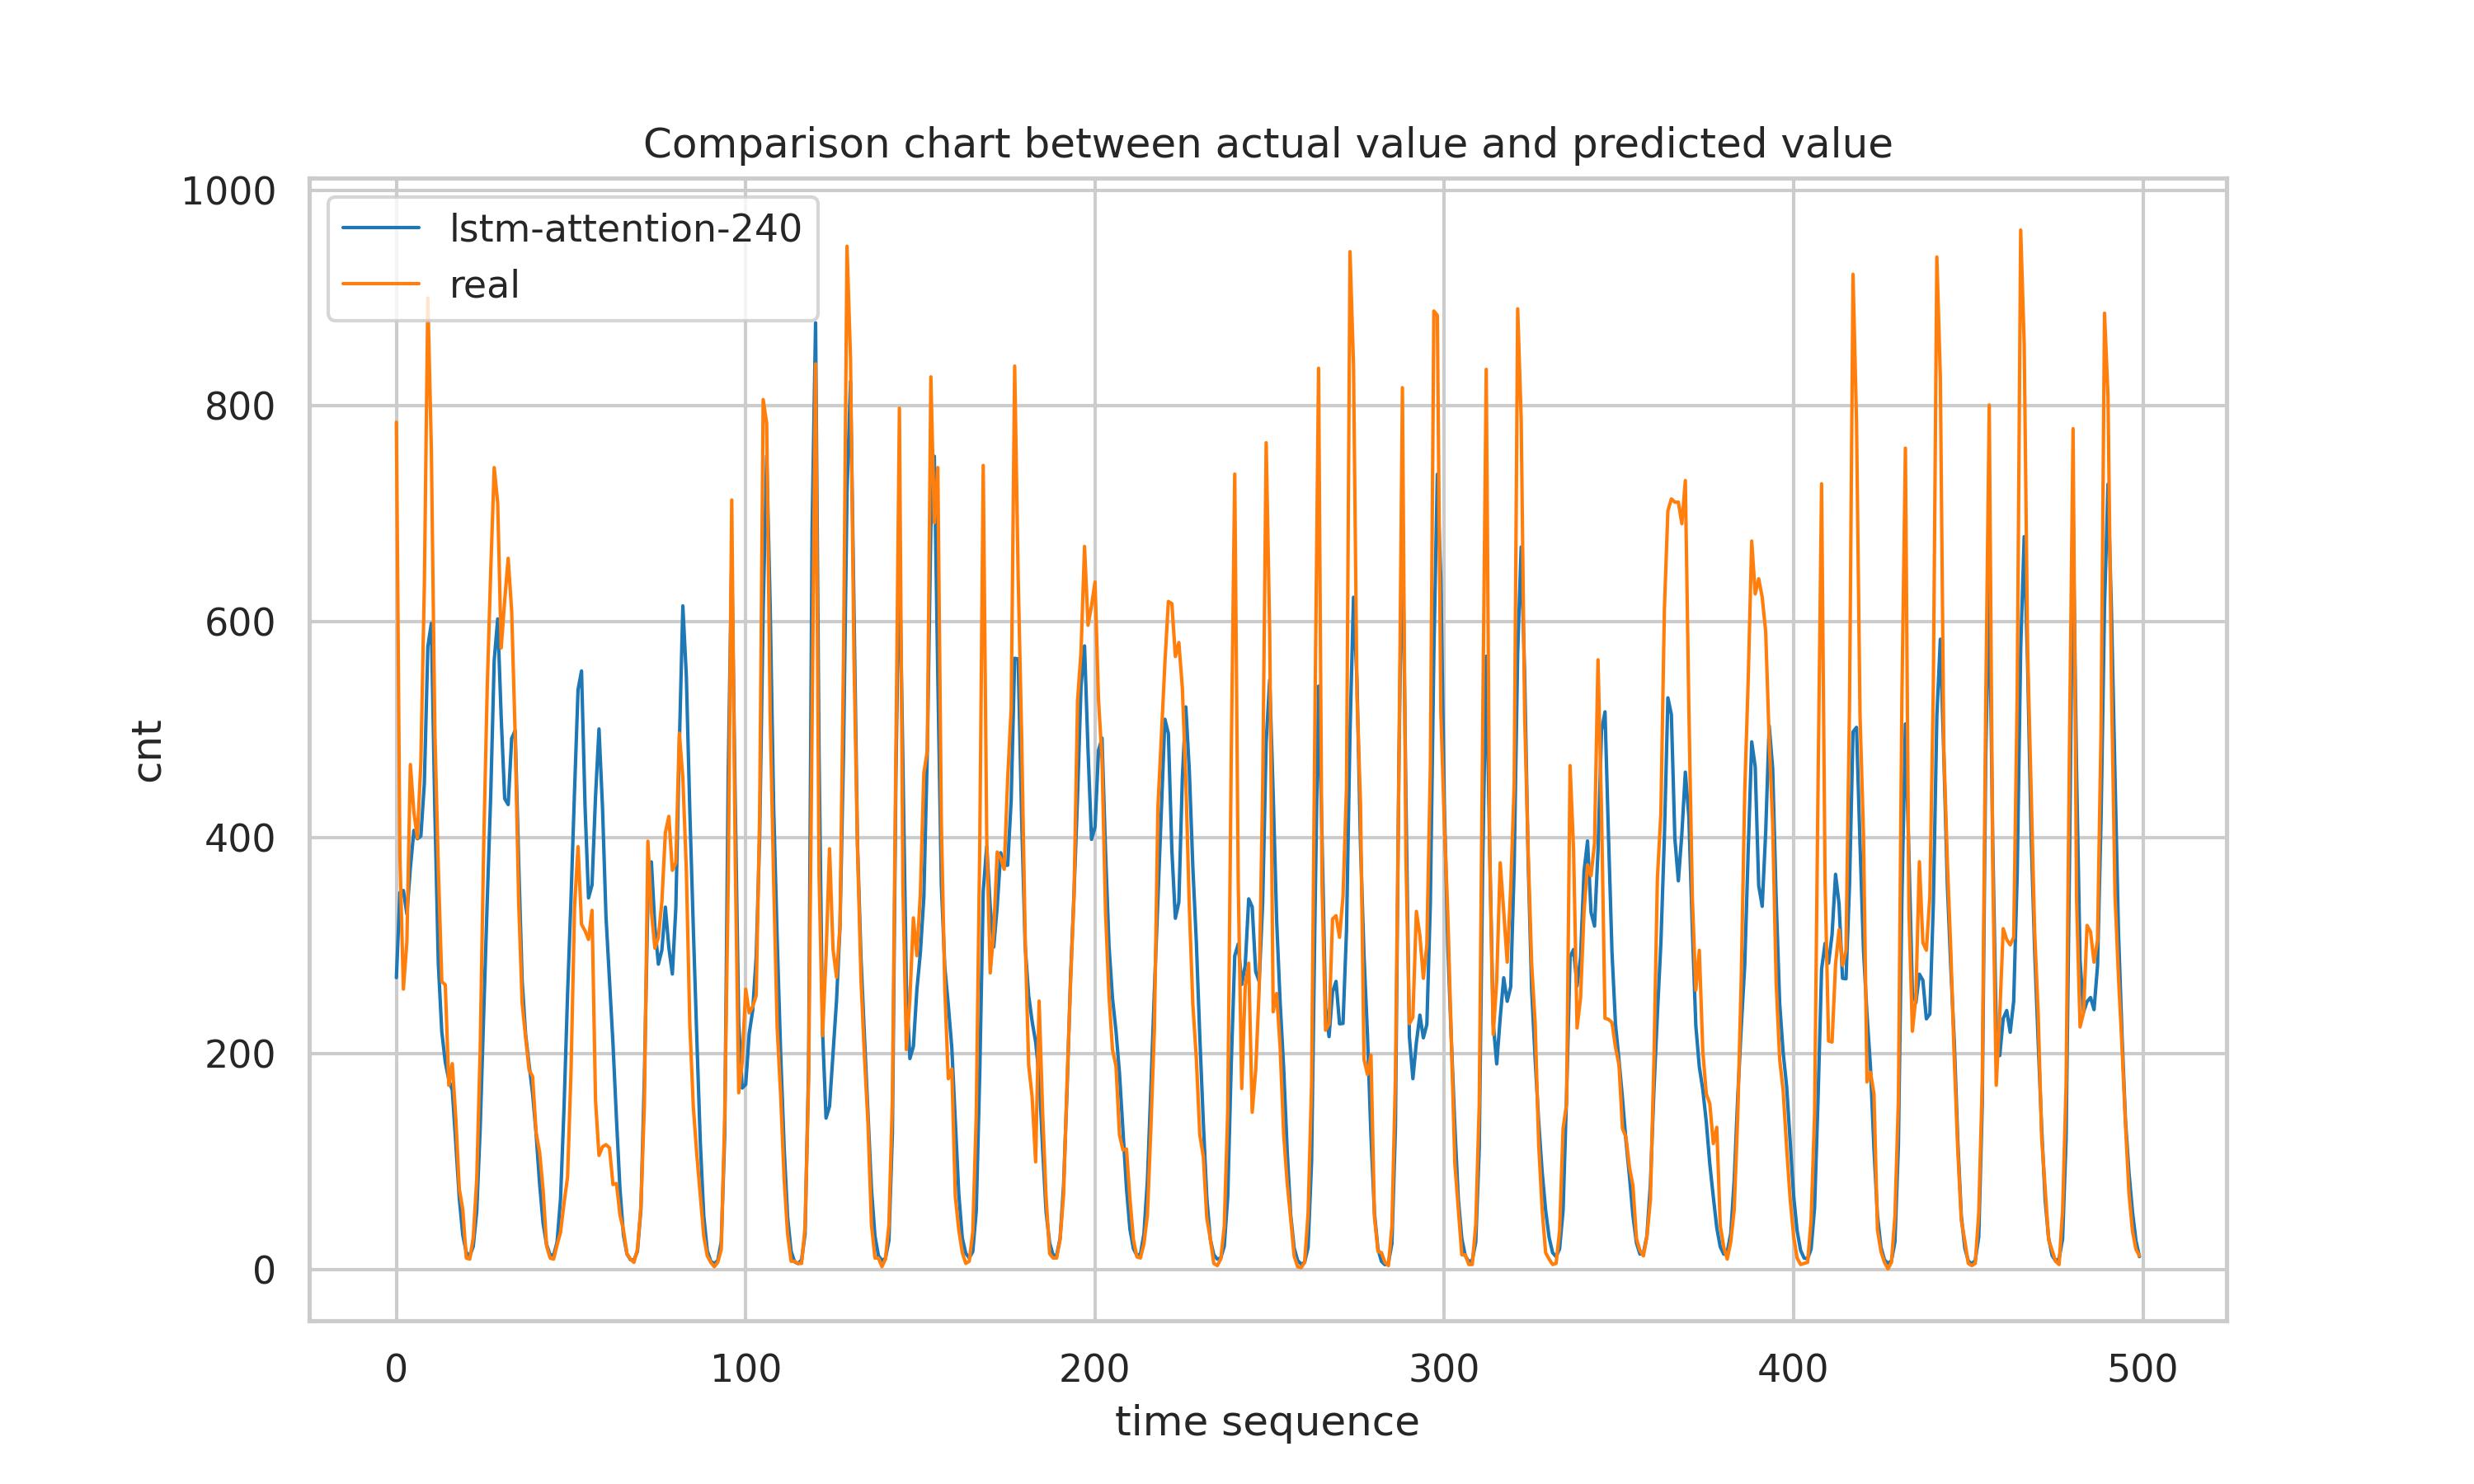 Comparison chart between actual value and predicted value
1000
800
600
400
200
0
cnt
lstm-attention-240
real
0 100 200 300 400 500
time sequence